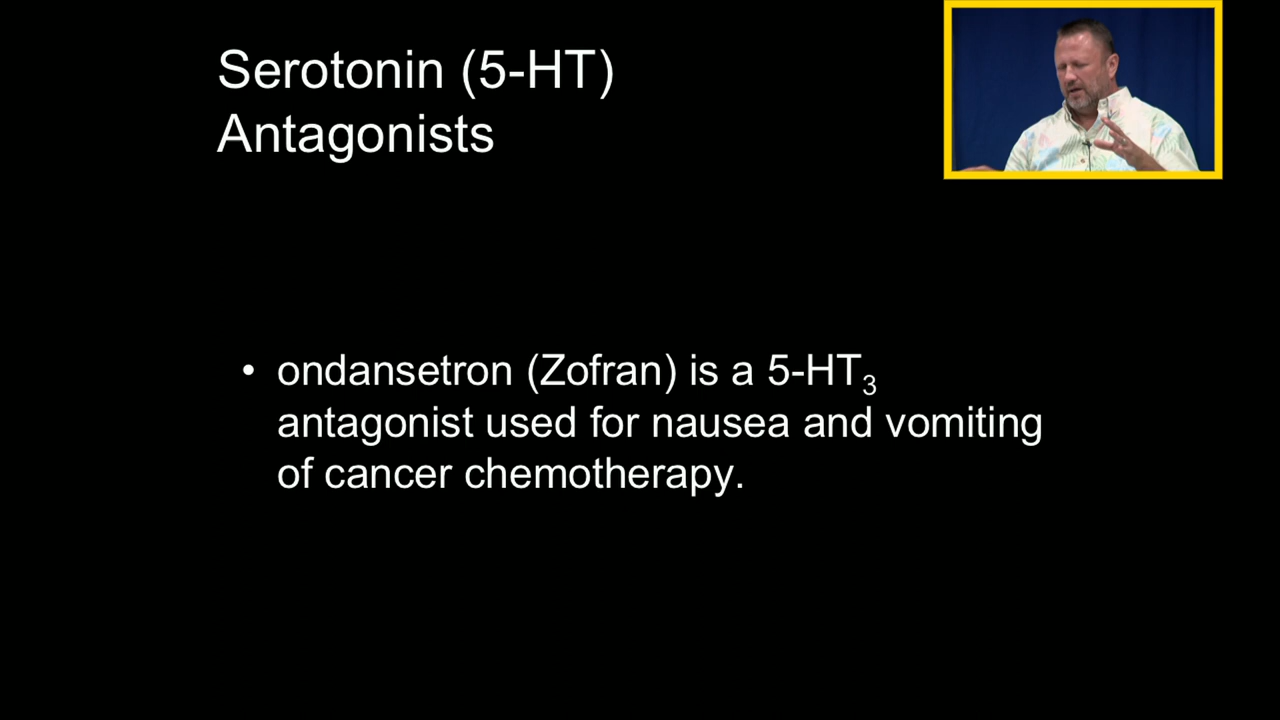 Serotonin (5-HT)
Antagonists
• ondansetron (Zofran) is a 5-HT₃
antagonist used for nausea and vomiting
of cancer chemotherapy.